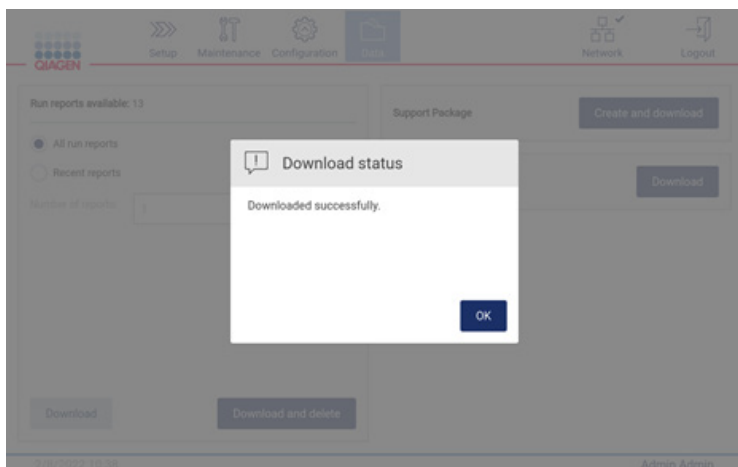 QIAGEN
Setup
Maintenance
Configuration
Data
Network
Logout
Run reports available: 13
All run reports
Recent reports
Number of reports:
Support Package
Create and download
Download
Download status
Downloaded successfully.
OK
Download
Download and delete
Admin Admin